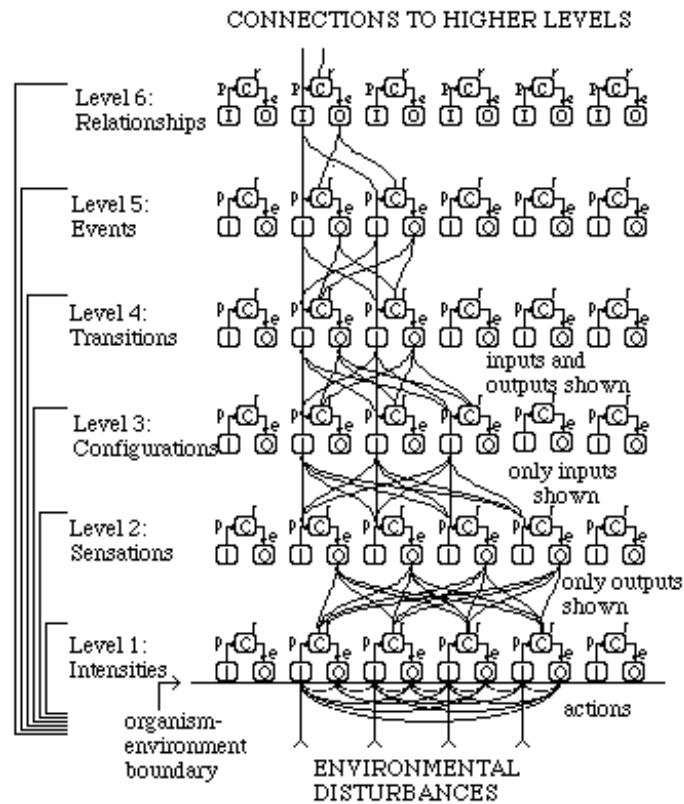 CONNECTIONS TO HIGHER LEVELS
r r r r r r
Level 6:
Relationships
p C e p C e p C e p C e p C e p C e
I O I O I O I O I O I O
r r r r r r
Level 5:
Events
p C e p C e p C e p C e p C e p C e
I O I O I O I O I O I O
r r r r r r
Level 4:
Transitions
p C e p C e p C e p C e p C e p C e
I O I O I O I O I O I O
inputs and
outputs shown
r r r r r r
Level 3:
Configurations
p C e p C e p C e p C e p C e p C e
I O I O I O I O I O I O
only inputs
shown
r r r r r r
Level 2:
Sensations
p C e p C e p C e p C e p C e p C e
I O I O I O I O I O I O
only outputs
shown
r r r r r r
Level 1:
Intensities
p C e p C e p C e p C e p C e p C e
I O I O I O I O I O I O
actions
organism-
environment
boundary
ENVIRONMENTAL
DISTURBANCES